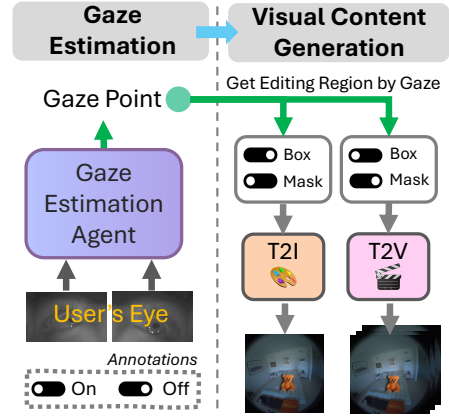 Gaze
Estimation
Visual Content
Generation
Get Editing Region by Gaze
Gaze Point
Box
Mask
Box
Mask
Gaze
Estimation
Agent
T2I
T2V
User's Eye
Annotations
On
Off